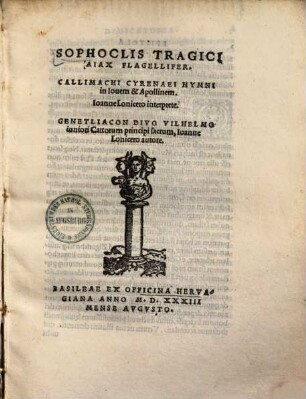 SOPHOCLIS TRAGICI
AIAX FLAGELLIFER.
CALLIMACHI CYRENAEI HYMNI
in Iouem & Apollinem.
Ioanne Lonicero interprete.
GENETLIACON DIVO VILHELMO
iuniori Cattorum principi sacrum, Ioanne
Lonicero autore.
BASILEAE EX OFFICINA HERVA-
GIANA ANNO M. D. XXXIII
MENSE AVGVSTO.